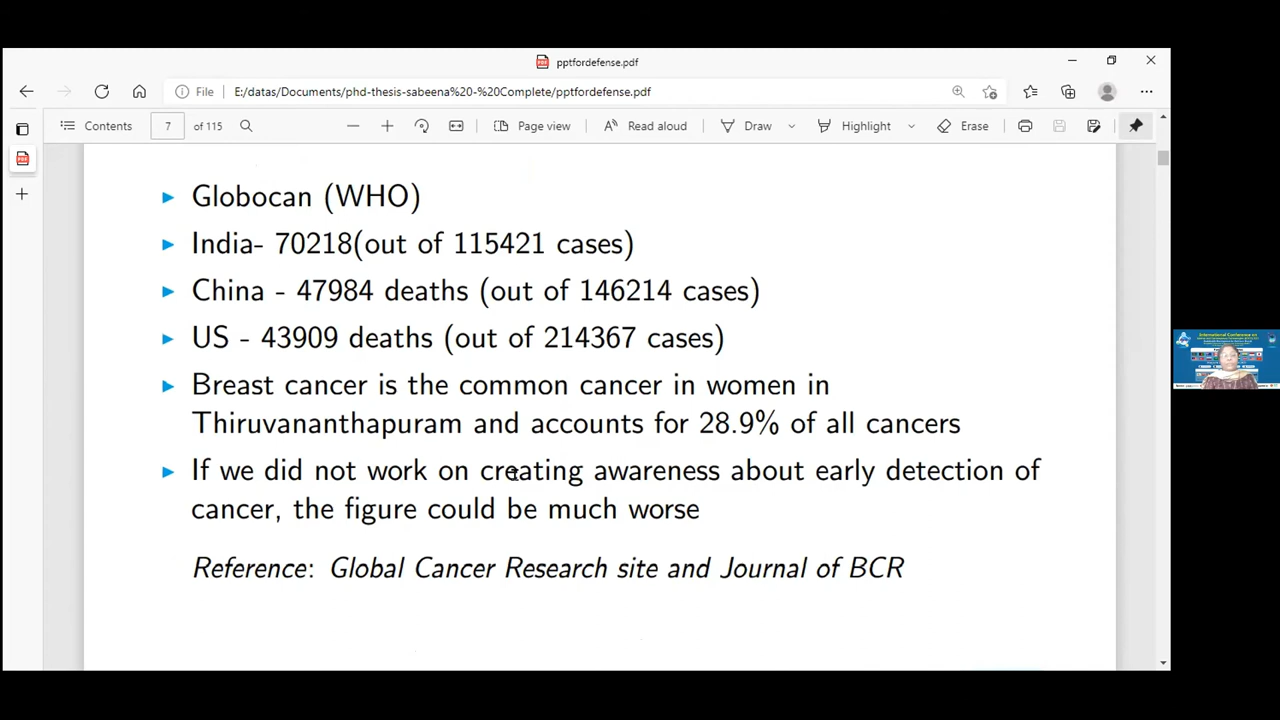 pptfordefense.pdf
File
E:/datas/Documents/phd-thesis-sabeena%20-%20Complete/pptfordefense.pdf
Contents
7
of 115
Page view
Read aloud
Draw
Highlight
Erase
Globocan (WHO)
India- 70218(out of 115421 cases)
China - 47984 deaths (out of 146214 cases)
US - 43909 deaths (out of 214367 cases)
Breast cancer is the common cancer in women in
Thiruvananthapuram and accounts for 28.9% of all cancers
If we did not work on creating awareness about early detection of
cancer, the figure could be much worse
Reference: Global Cancer Research site and Journal of BCR
International Conference on